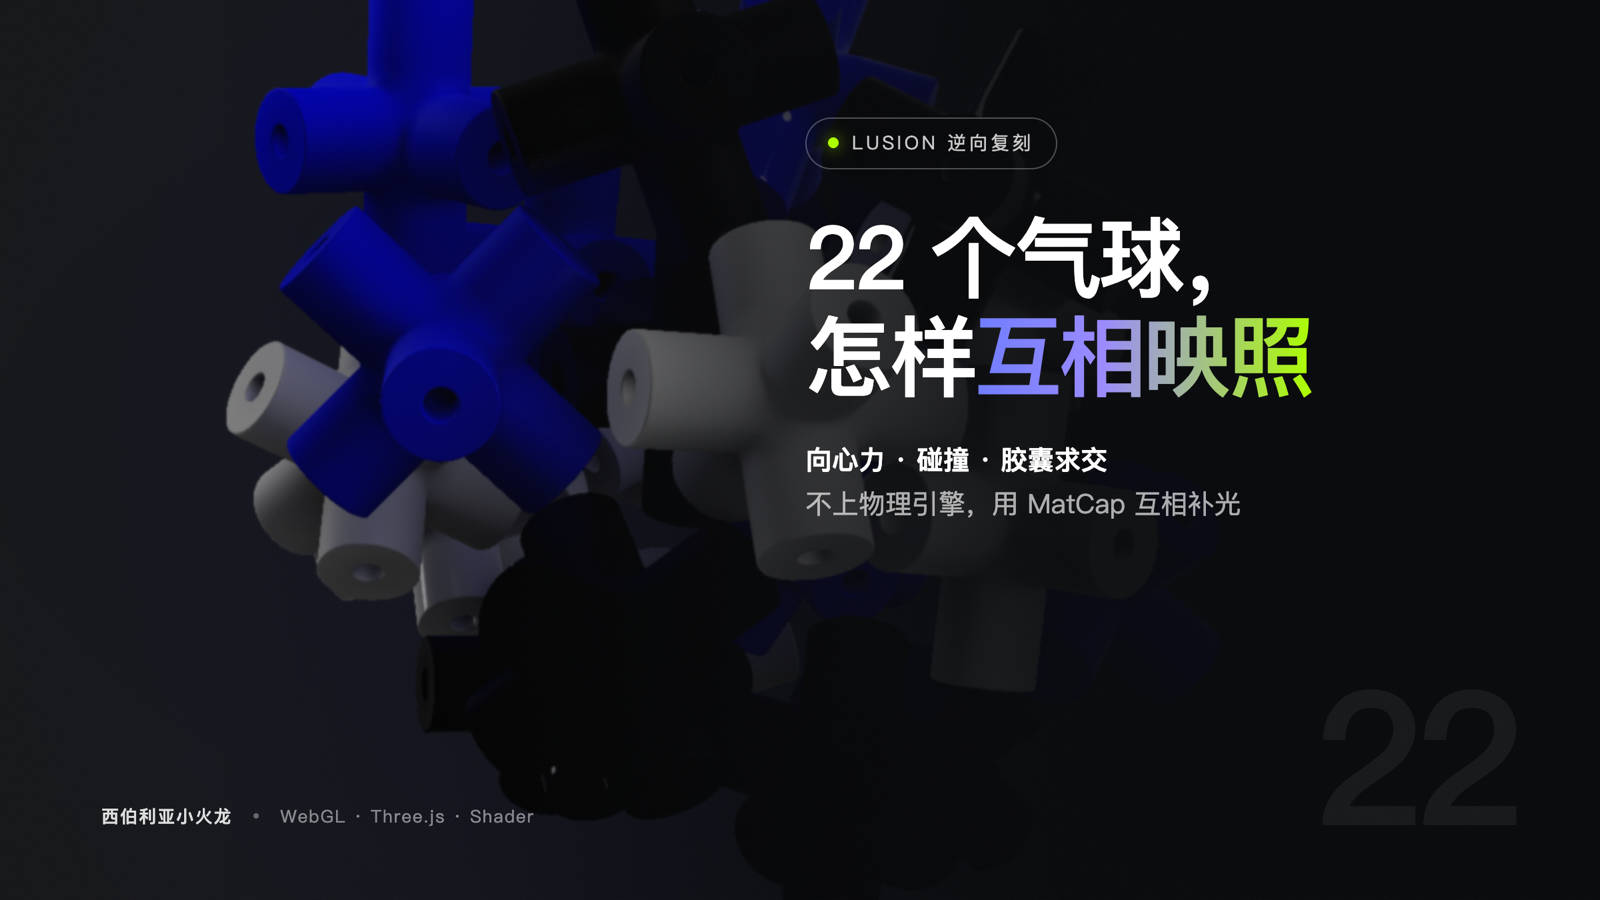 LUSION 逆向复刻
22 个气球，
怎样互相映照
向心力 · 碰撞 · 胶囊求交
不上物理引擎，用 MatCap 互相补光
22
西伯利亚小火龙 • WebGL · Three.js · Shader